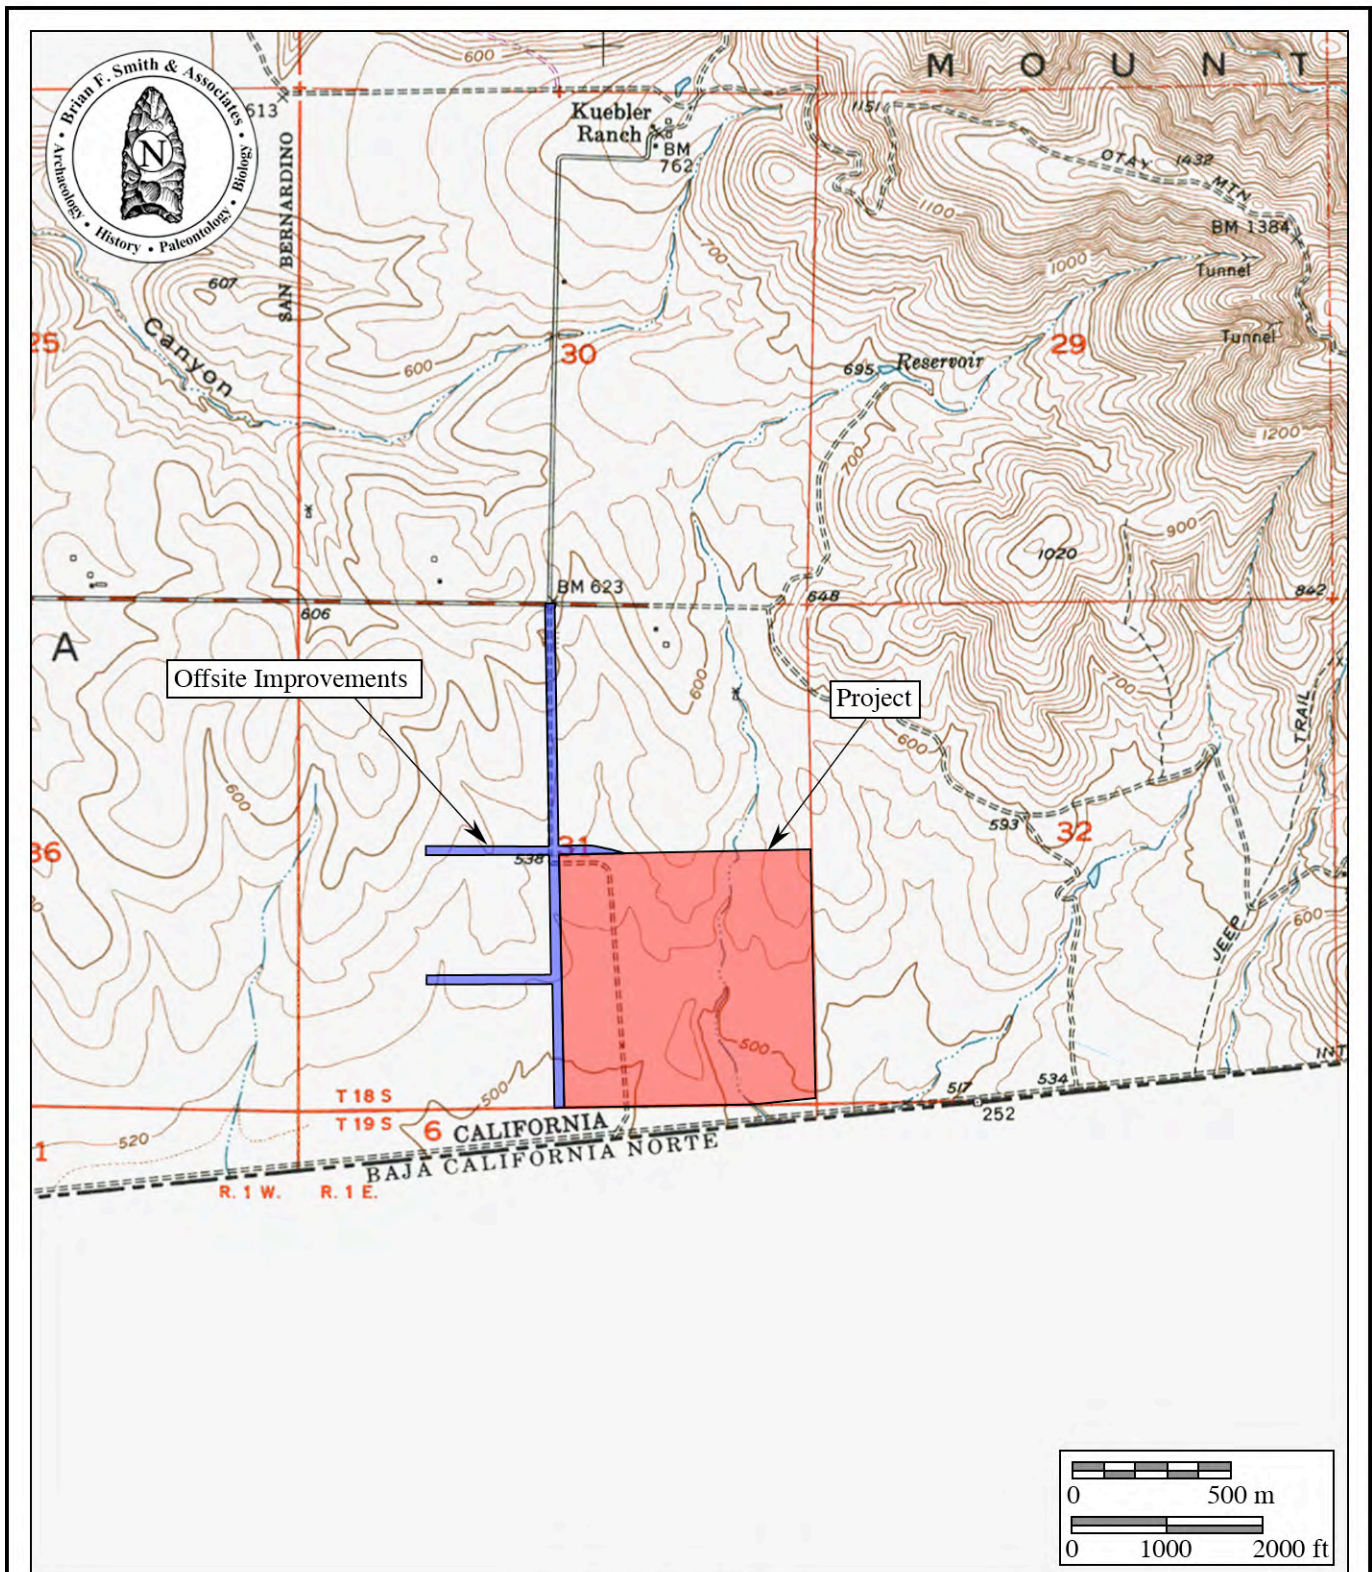 Brian F. Smith & Associates
Archaeology • History • Paleontology • Biology
N
613
SAN BERNARDINO
600
Kuebler
Ranch
BM
762
MOUNT
1151
OTAY MTN
1432
1100
BM 1384
700
1000
Tunnel
Tunnel
607
Canyon
25
600
30
695
Reservoir
29
1200
700
900
1020
BM 623
606
648
842
A
Offsite Improvements
600
Project
700
TRAIL
600
600
593
32
36
538
31
JEEP
600
500
500
INT
T 18 S
T 19 S
517
534
252
520
1
6
CALIFORNIA
BAJA CALIFORNIA NORTE
R. 1 W.
R. 1 E.
0
500 m
0
1000
2000 ft